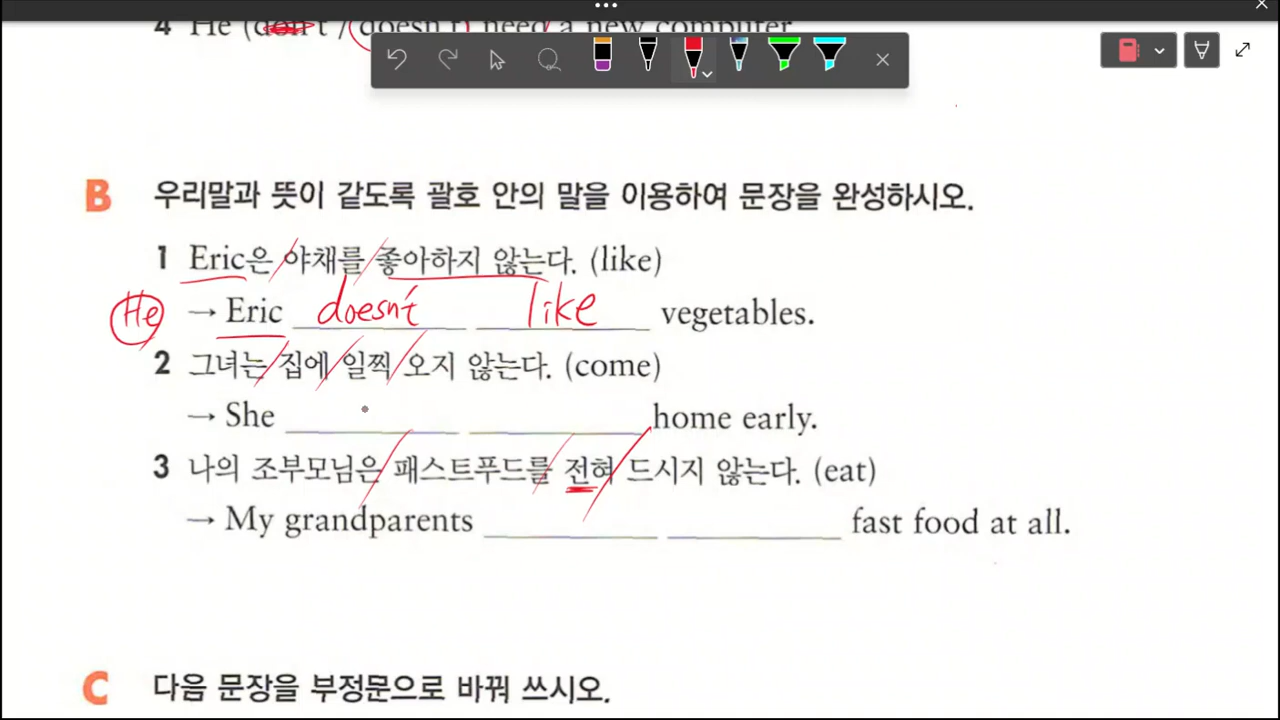 4 He (don't / doesn't) need a new computer
B 우리말과 뜻이 같도록 괄호 안의 말을 이용하여 문장을 완성하시오.
1 Eric은 야채를 좋아하지 않는다. (like)
He → Eric doesn't like vegetables.
2 그녀는 집에 일찍 오지 않는다. (come)
→ She home early.
3 나의 조부모님은 패스트푸드를 전혀 드시지 않는다. (eat)
→ My grandparents fast food at all.
C 다음 문장을 부정문으로 바꿔 쓰시오.